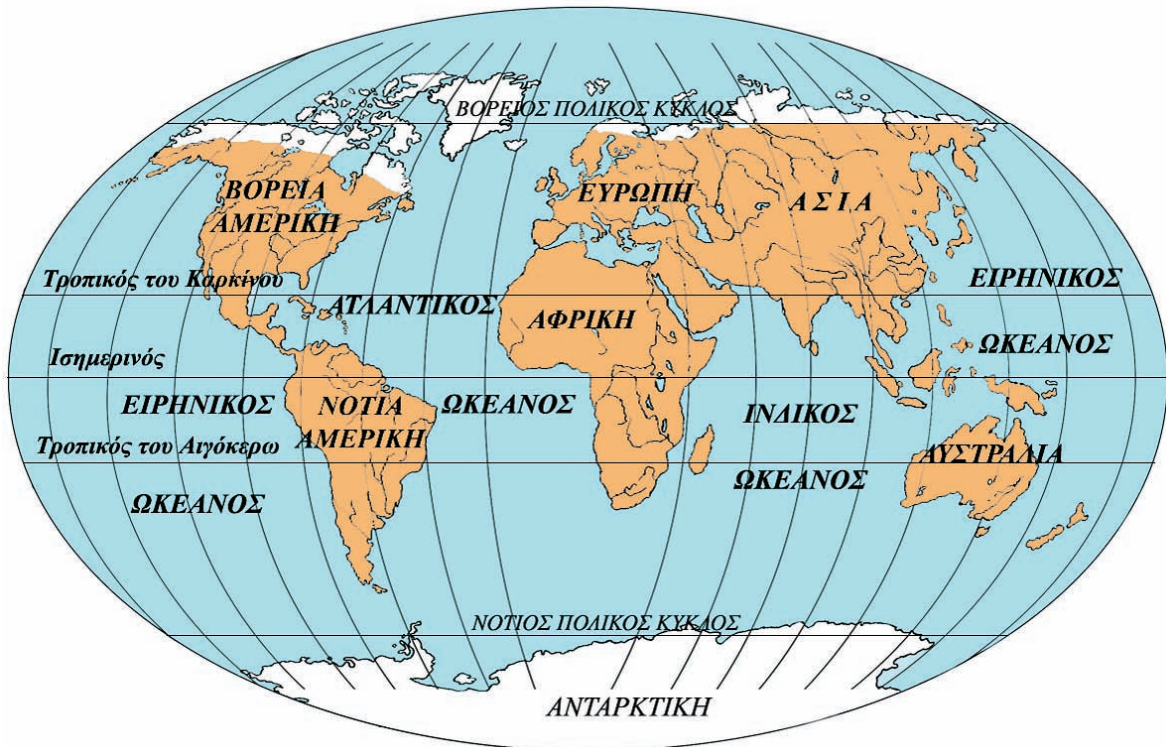 ΒΟΡΕΙΟΣ ΠΟΛΙΚΟΣ ΚΥΚΛΟΣ
ΒΟΡΕΙΑ
ΑΜΕΡΙΚΗ
ΕΥΡΩΠΗ
ΑΣΙΑ
Τροπικός του Καρκίνου
ΕΙΡΗΝΙΚΟΣ
ΑΤΛΑΝΤΙΚΟΣ
ΑΦΡΙΚΗ
ΩΚΕΑΝΟΣ
Ισημερινός
ΕΙΡΗΝΙΚΟΣ
ΝΟΤΙΑ
ΑΜΕΡΙΚΗ
ΩΚΕΑΝΟΣ
ΙΝΔΙΚΟΣ
Τροπικός του Αιγόκερω
ΑΥΣΤΡΑΛΙΑ
ΩΚΕΑΝΟΣ
ΩΚΕΑΝΟΣ
ΝΟΤΙΟΣ ΠΟΛΙΚΟΣ ΚΥΚΛΟΣ
ΑΝΤΑΡΚΤΙΚΗ